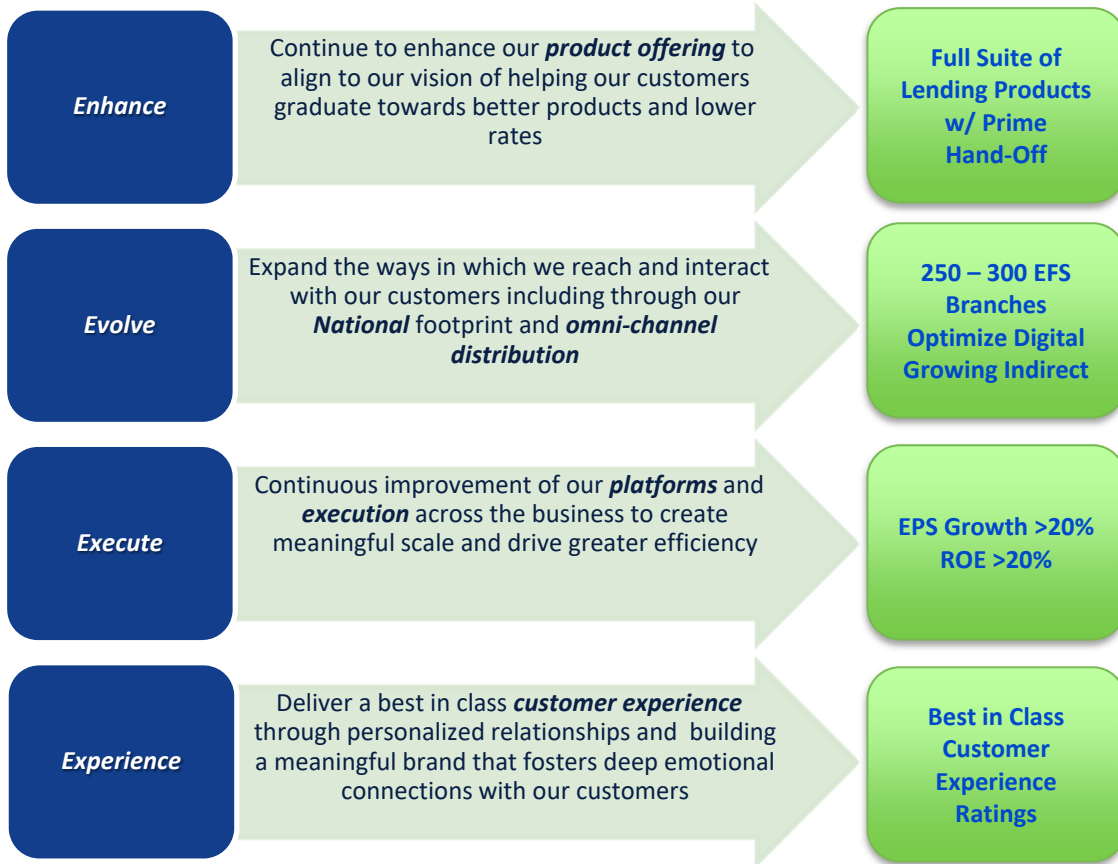 Enhance
Continue to enhance our product offering to
align to our vision of helping our customers
graduate towards better products and lower
rates
Full Suite of
Lending Products
w/ Prime
Hand-Off
Evolve
Expand the ways in which we reach and interact
with our customers including through our
National footprint and omni-channel
distribution
250 – 300 EFS
Branches
Optimize Digital
Growing Indirect
Execute
Continuous improvement of our platforms and
execution across the business to create
meaningful scale and drive greater efficiency
EPS Growth >20%
ROE >20%
Experience
Deliver a best in class customer experience
through personalized relationships and building
a meaningful brand that fosters deep emotional
connections with our customers
Best in Class
Customer
Experience
Ratings